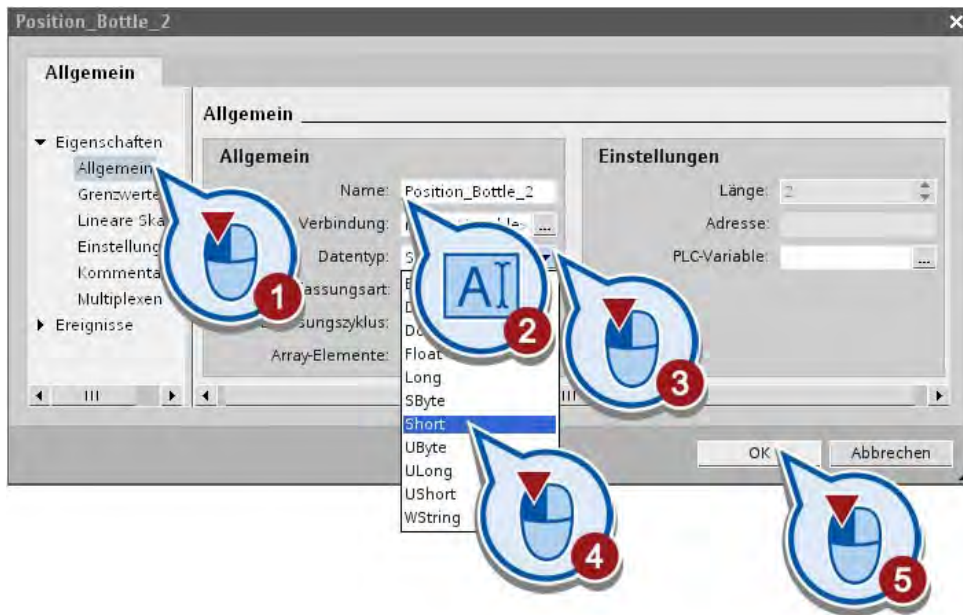 Position_Bottle_2
Allgemein
Allgemein
Eigenschaften
Allgemein
Grenzwerte
Lineare Ska
Einstellung
Kommenta
Multiplexen
Ereignisse
Allgemein
Name: Position_Bottle_2
Verbindung: ...
Datentyp: S
assungsart:
sungszyklus:
Array-Elemente:
Float
Long
SByte
Short
UByte
ULong
UShort
WString
Einstellungen
Länge: 2
Adresse:
PLC-Variable: ...
OK
Abbrechen
1
A
2
3
4
5